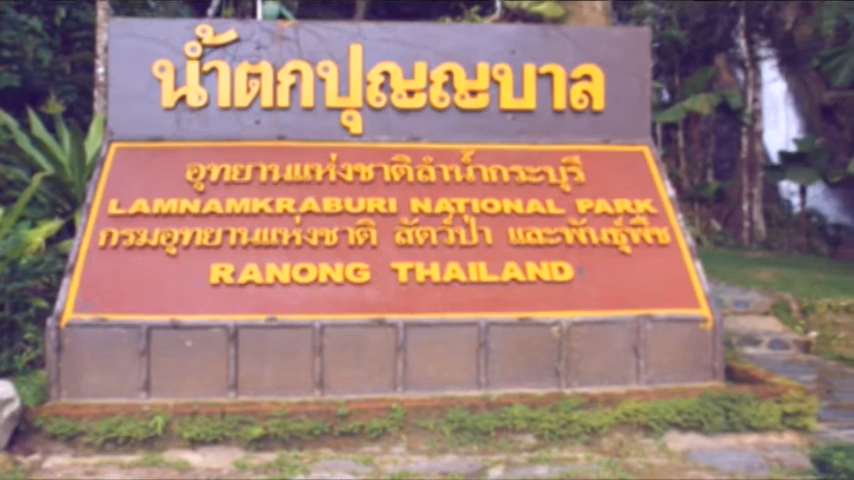 น้ำตกปุญญบาล
อุทยานแห่งชาติลำน้ำกระบุรี
LAMNAMKRABURI NATIONAL PARK
กรมอุทยานแห่งชาติ สัตว์ป่า และพันธุ์พืช
RANONG THAILAND